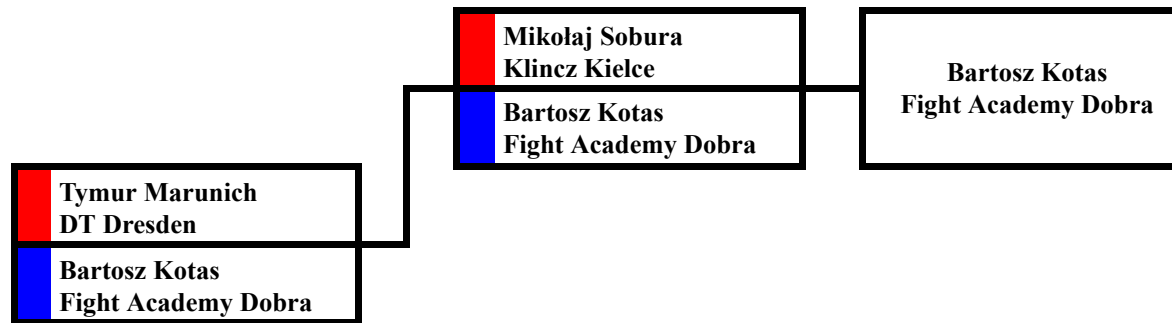 Mikołaj Sobura
Klincz Kielce
Bartosz Kotas
Fight Academy Dobra
Bartosz Kotas
Fight Academy Dobra
Tymur Marunich
DT Dresden
Bartosz Kotas
Fight Academy Dobra